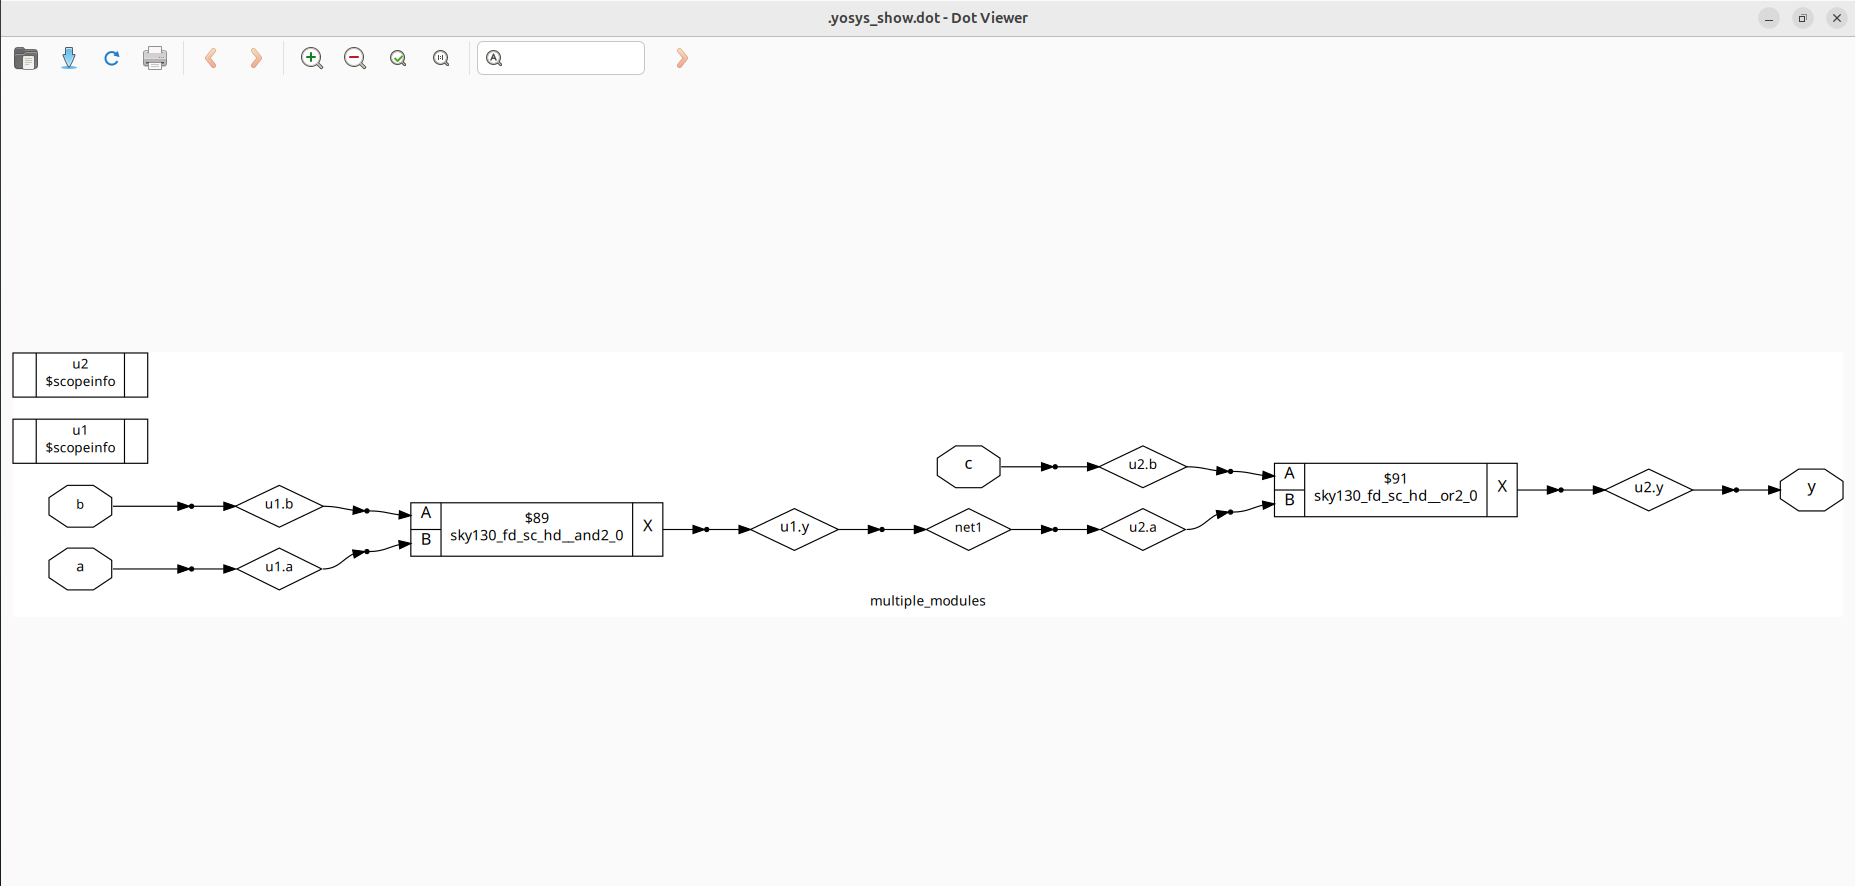 .yosys_show.dot - Dot Viewer
u2
$scopeinfo
u1
$scopeinfo
b
u1.b
a
u1.a
A
B
$89
sky130_fd_sc_hd__and2_0
X
u1.y
net1
c
u2.b
u2.a
A
B
$91
sky130_fd_sc_hd__or2_0
X
u2.y
y
multiple_modules